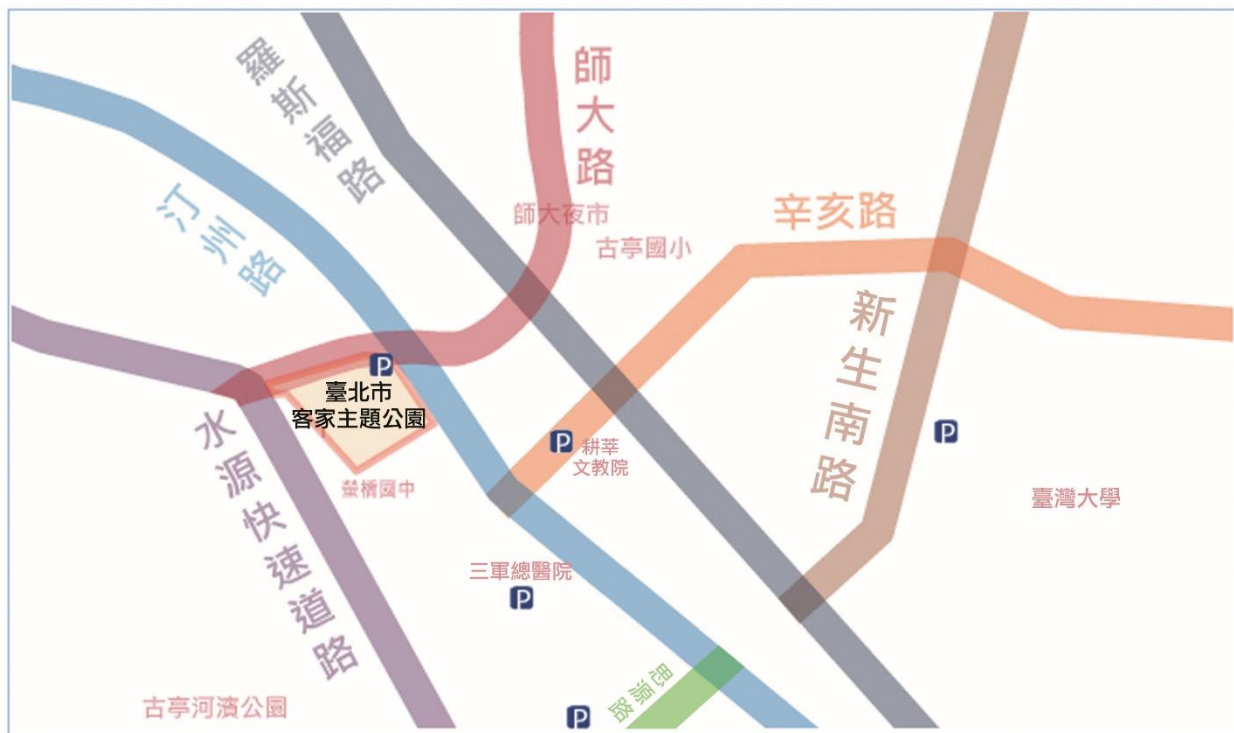 羅斯福路
師大路
汀州路
師大夜市
古亭國小
辛亥路
新生南路
P
臺北市
客家主題公園
水源快速道路
螢橋國中
P
耕莘
文教院
P
臺灣大學
三軍總醫院
P
思源路
古亭河濱公園
P